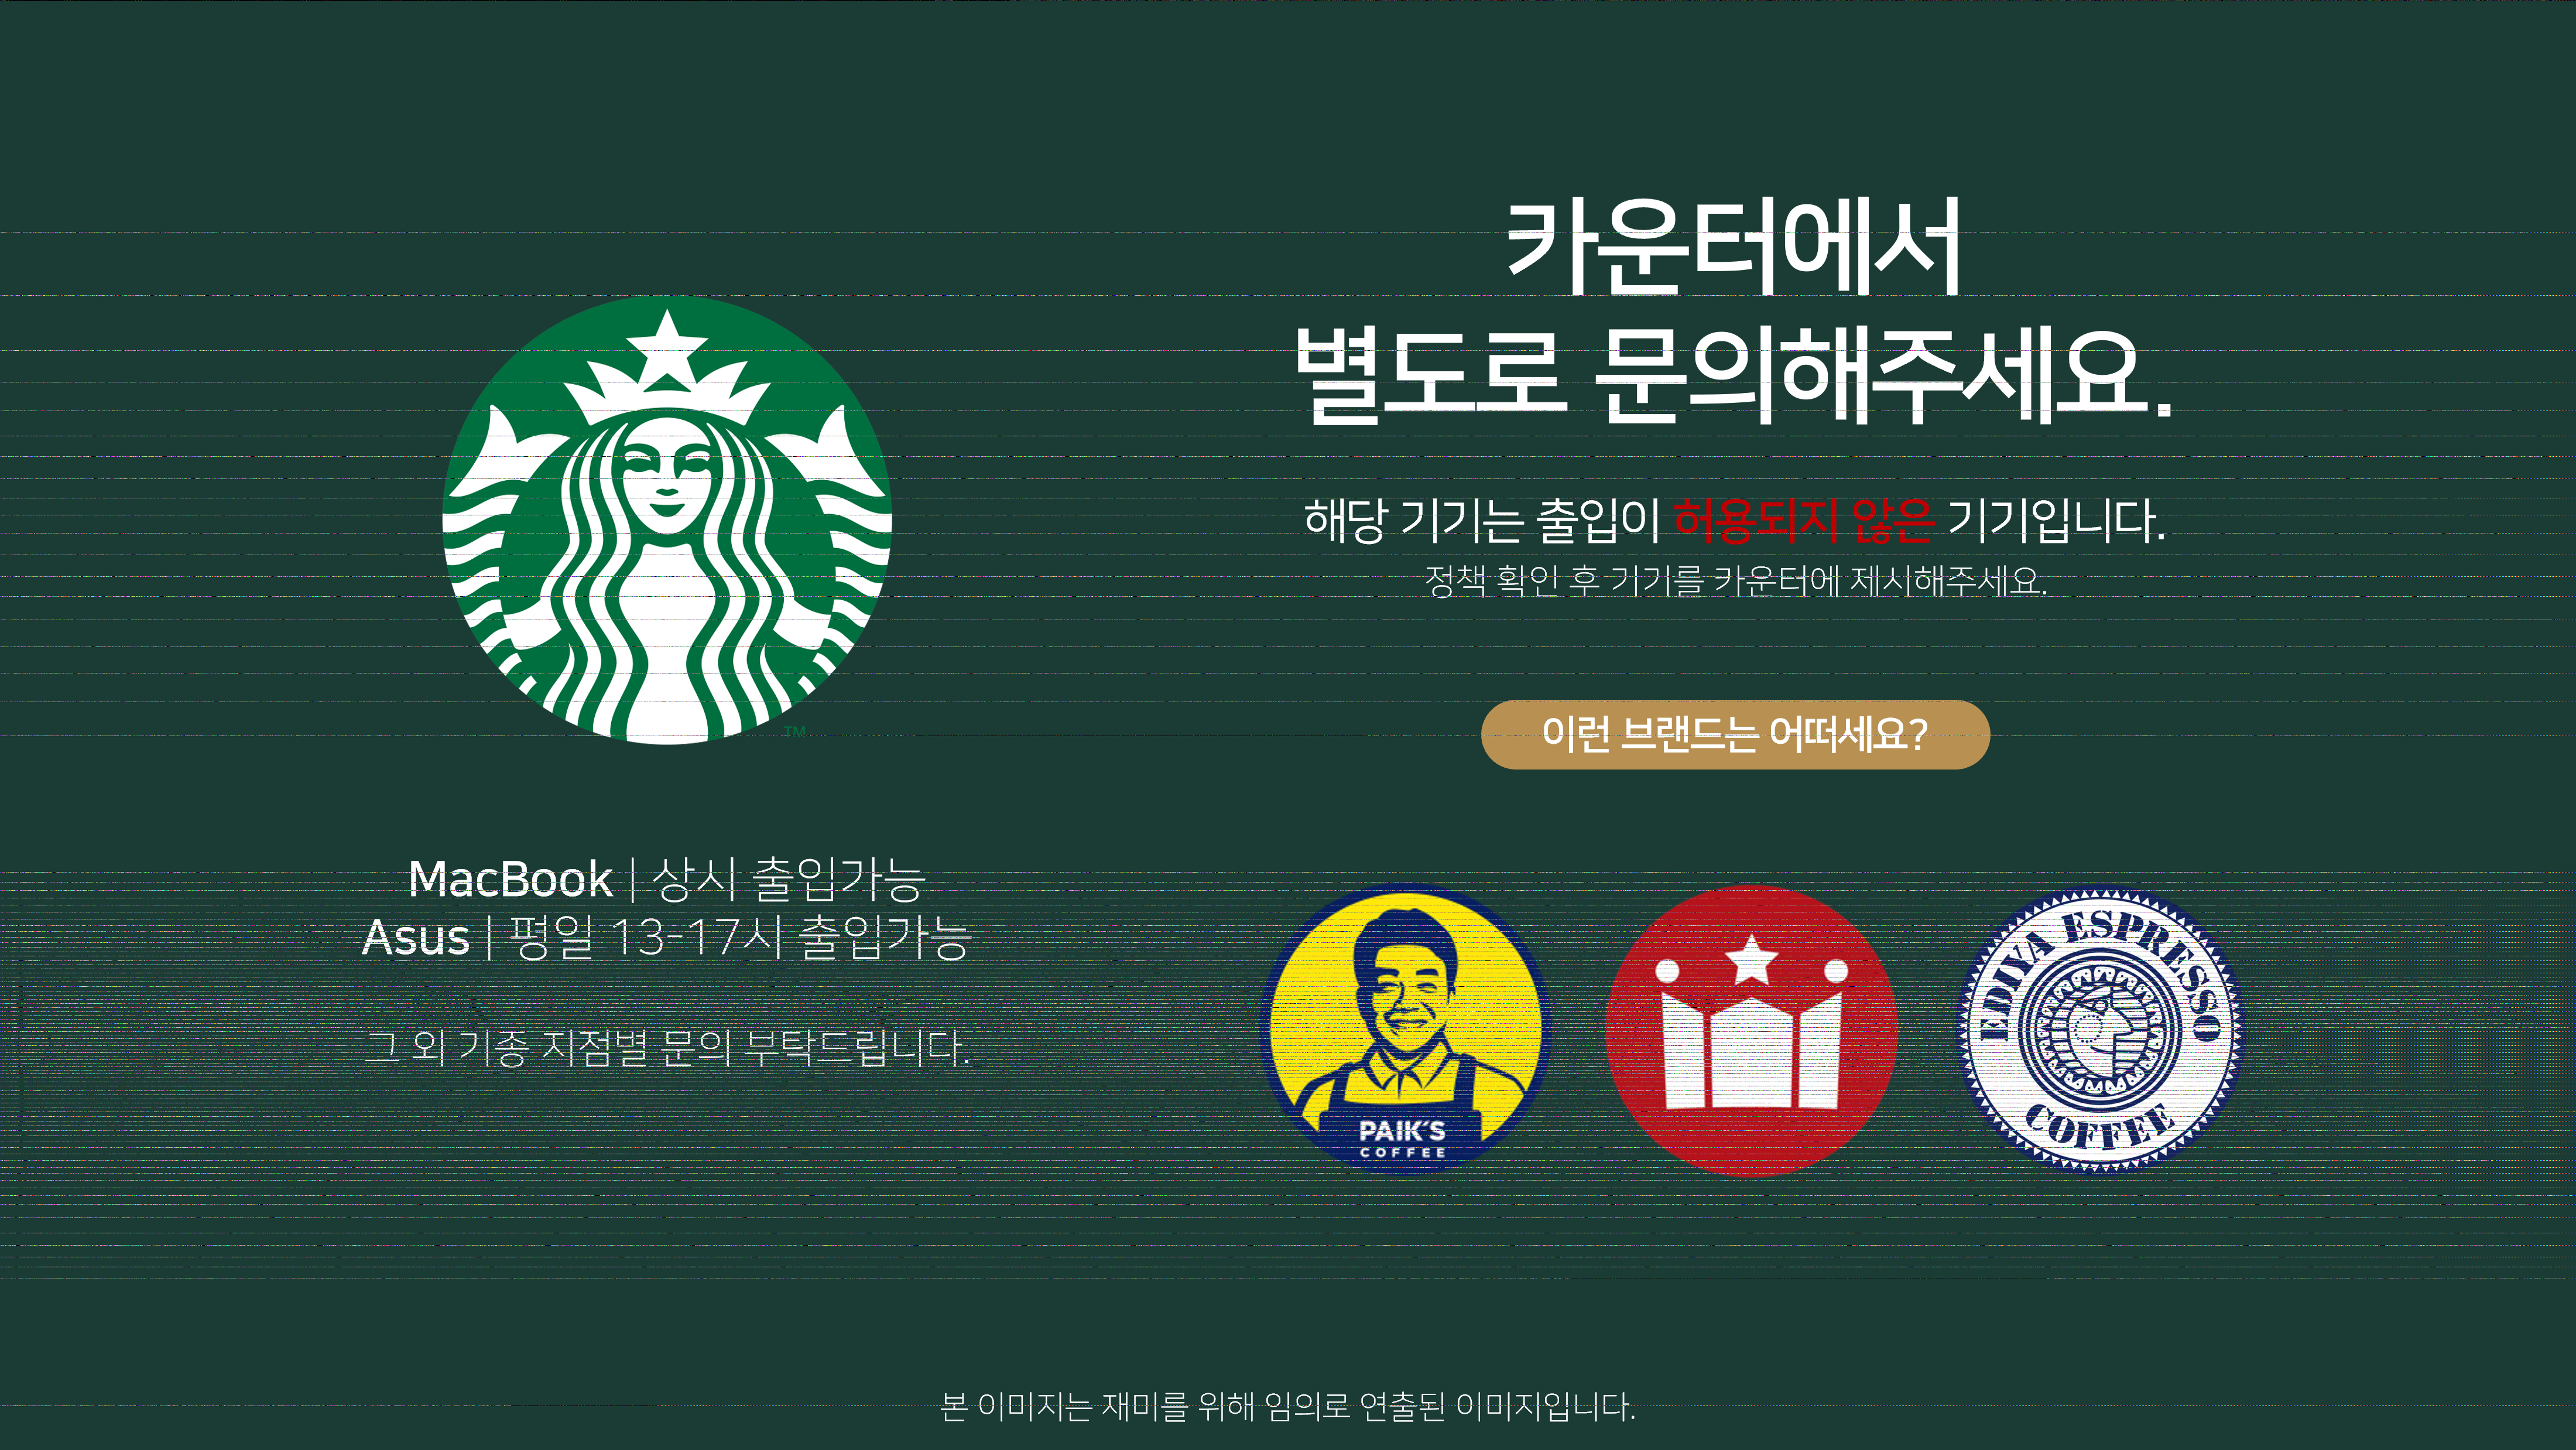 카운터에서
별도로 문의해주세요.
해당 기기는 출입이 허용되지 않은 기기입니다.
정책 확인 후 기기를 카운터에 제시해주세요.
TM
이런 브랜드는 어떠세요?
MacBook | 상시 출입가능
Asus | 평일 13-17시 출입가능
그 외 기종 지점별 문의 부탁드립니다.
PAIK'S
COFFEE
EDIYA ESPRESSO
COFFEE
본 이미지는 재미를 위해 임의로 연출된 이미지입니다.